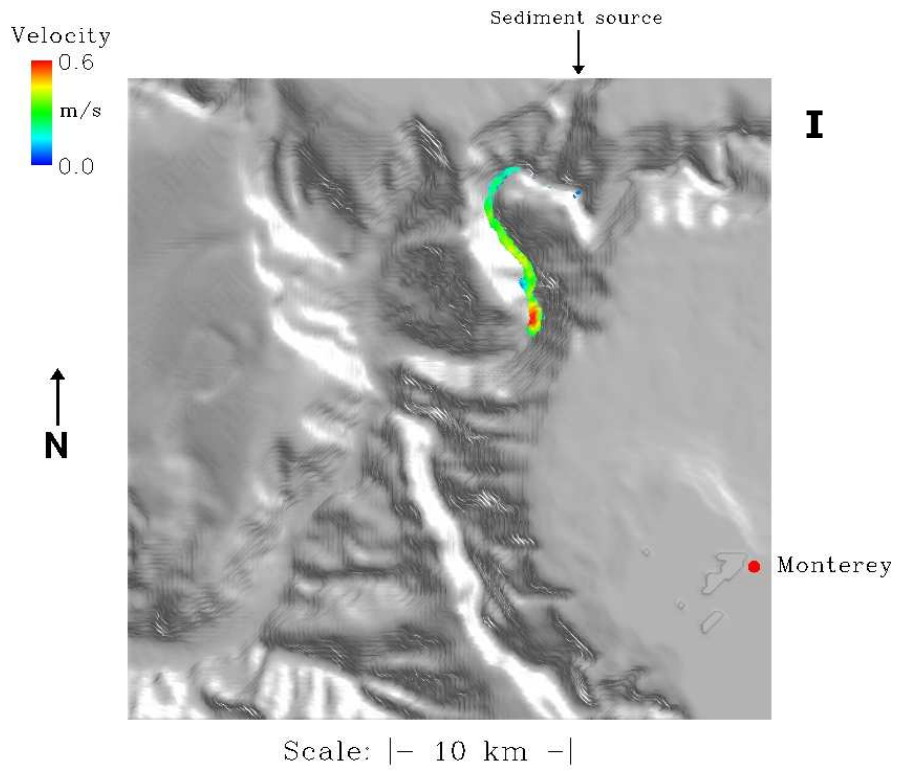 Sediment source
Velocity
0.6
m/s
0.0
I
N
Monterey
Scale: |- 10 km -|